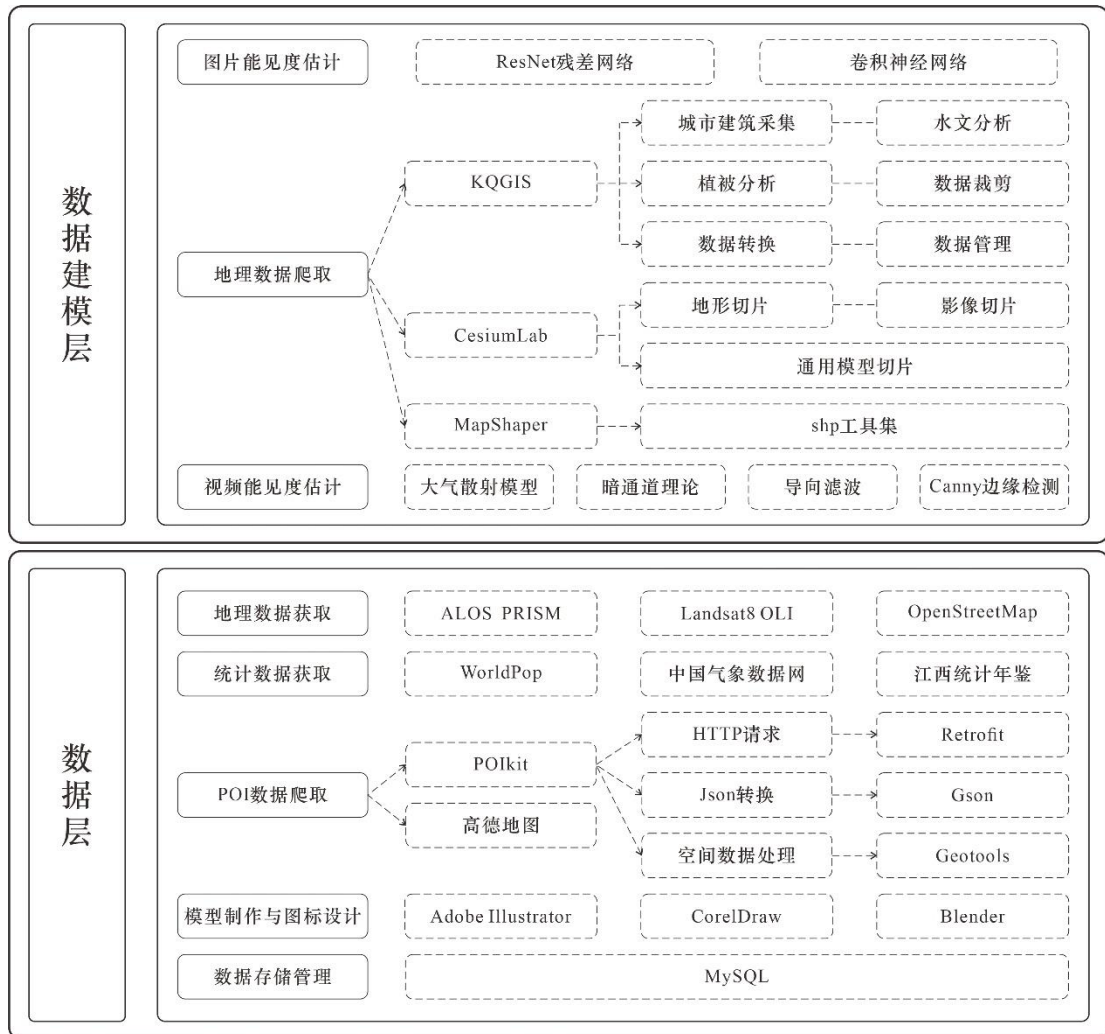 数据建模层
图片能见度估计 ResNet残差网络 卷积神经网络
城市建筑采集 水文分析
KQGIS 植被分析 数据裁剪
数据转换 数据管理
地理数据爬取
地形切片 影像切片
CesiumLab
通用模型切片
MapShaper shp工具集
视频能见度估计 大气散射模型 暗通道理论 导向滤波 Canny边缘检测
数据层
地理数据获取 ALOS PRISM Landsat8 OLI OpenStreetMap
统计数据获取 WorldPop 中国气象数据网 江西统计年鉴
HTTP请求 Retrofit
POIkit
POI数据爬取 Json转换 Gson
高德地图
空间数据处理 Geotools
模型制作与图标设计 Adobe Illustrator CorelDraw Blender
数据存储管理 MySQL